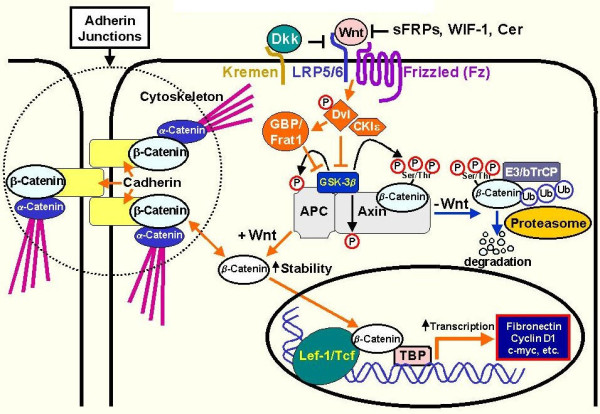 Adherin
Junctions
Dkk
Wnt
sFRPs, WIF-1, Cer
Kremen
LRP5/6
Frizzled (Fz)
Cytoskeleton
α-Catenin
β-Catenin
β-Catenin
Cadherin
α-Catenin
β-Catenin
α-Catenin
P
Dvl
CKIε
GBP/
Frat1
P
GSK-3β
APC
Axin
P
P P P
Ser/Thr
β-Catenin
-Wnt
P P P
Ser/Thr
E3/bTrCP
β-Catenin
Ub Ub Ub
Proteasome
degradation
+ Wnt
β-Catenin
Stability
β-Catenin
Lef-1/Tcf
TBP
Transcription
Fibronectin
Cyclin D1
c-myc, etc.